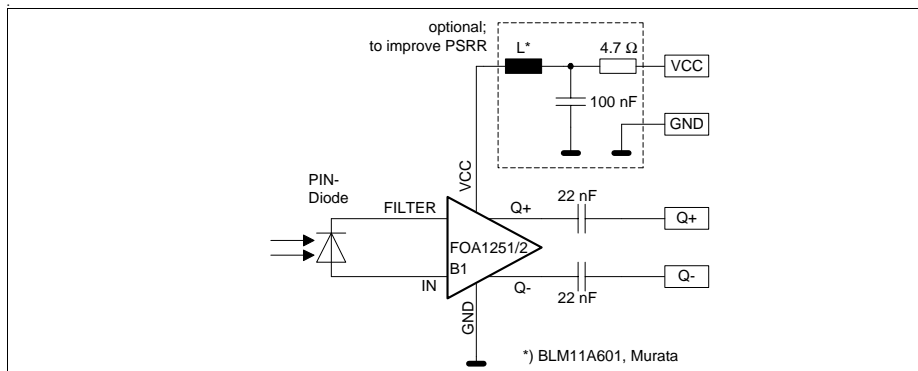 optional;
to improve PSRR
L*
4.7 Ω
VCC
100 nF
GND
VCC
PIN-
Diode
FILTER
Q+
22 nF
Q+
FOA1251/2
B1
IN
Q-
22 nF
Q-
GND
*) BLM11A601, Murata